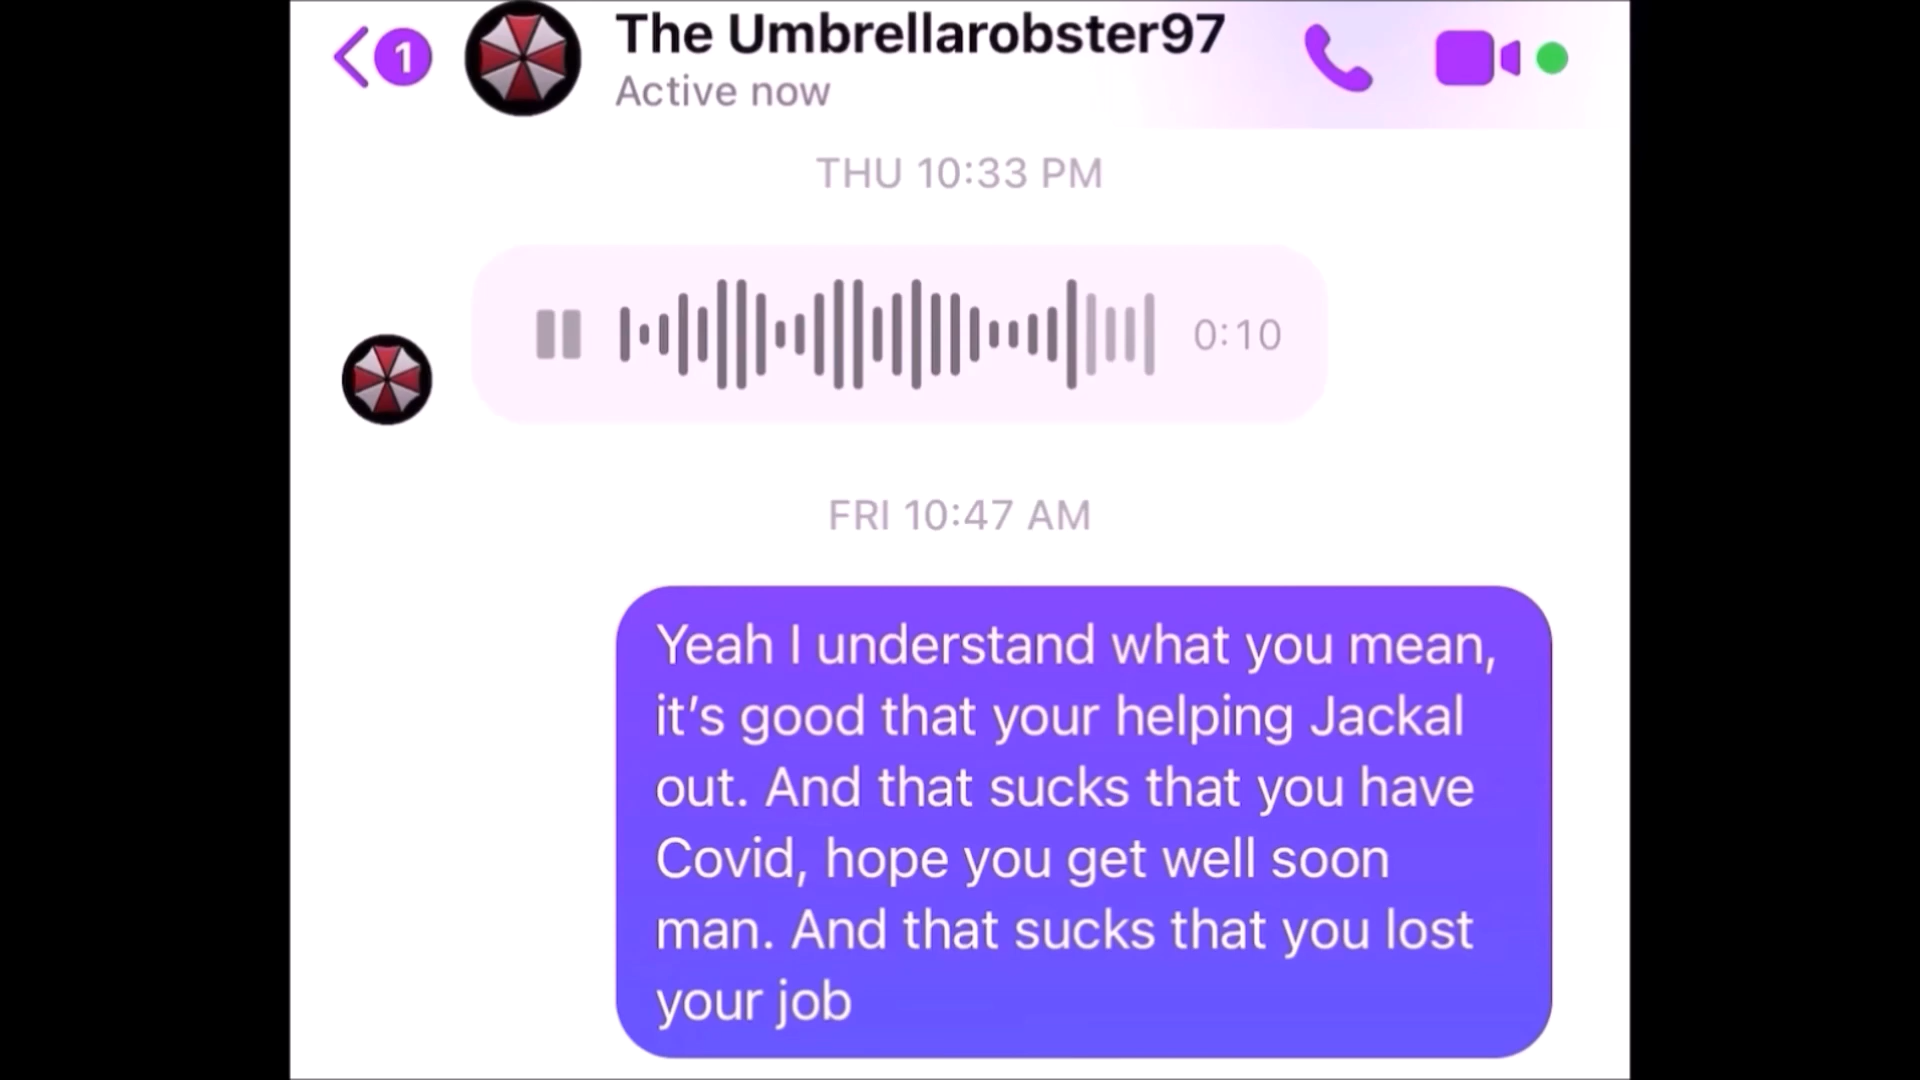 1
The Umbrellarobster97
Active now
THU 10:33 PM
0:10
FRI 10:47 AM
Yeah I understand what you mean,
it’s good that your helping Jackal
out. And that sucks that you have
Covid, hope you get well soon
man. And that sucks that you lost
your job